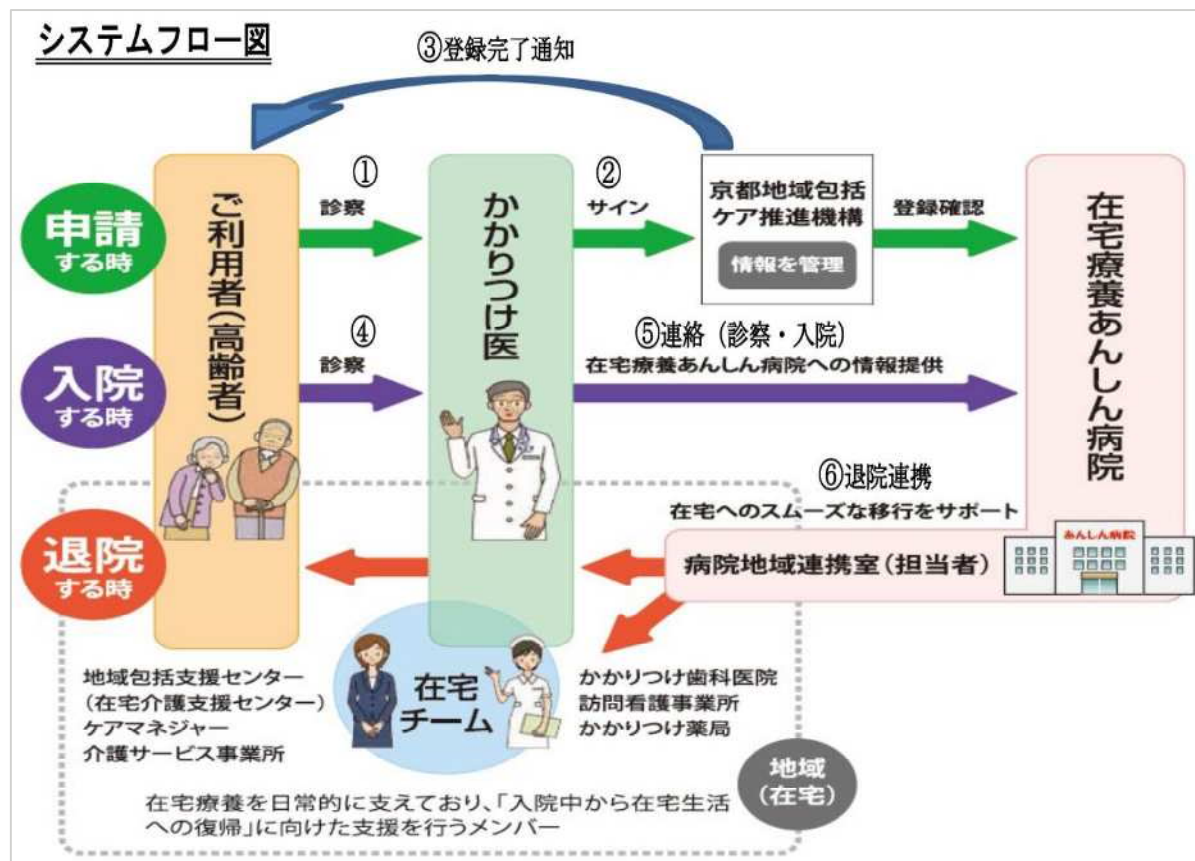 システムフロー図
③登録完了通知
申請
する時
ご利用者(高齢者)
①
診察
かかりつけ医
②
サイン
京都地域包括
ケア推進機構
情報を管理
登録確認
在宅療養あんしん病院
入院
する時
④
診察
⑤連絡(診察・入院)
在宅療養あんしん病院への情報提供
⑥退院連携
在宅へのスムーズな移行をサポート
あんしん病院
退院
する時
病院地域連携室(担当者)
地域包括支援センター
(在宅介護支援センター)
ケアマネジャー
介護サービス事業所
在宅
チーム
かかりつけ歯科医院
訪問看護事業所
かかりつけ薬局
地域
(在宅)
在宅療養を日常的に支えており、「入院中から在宅生活
への復帰」に向けた支援を行うメンバー